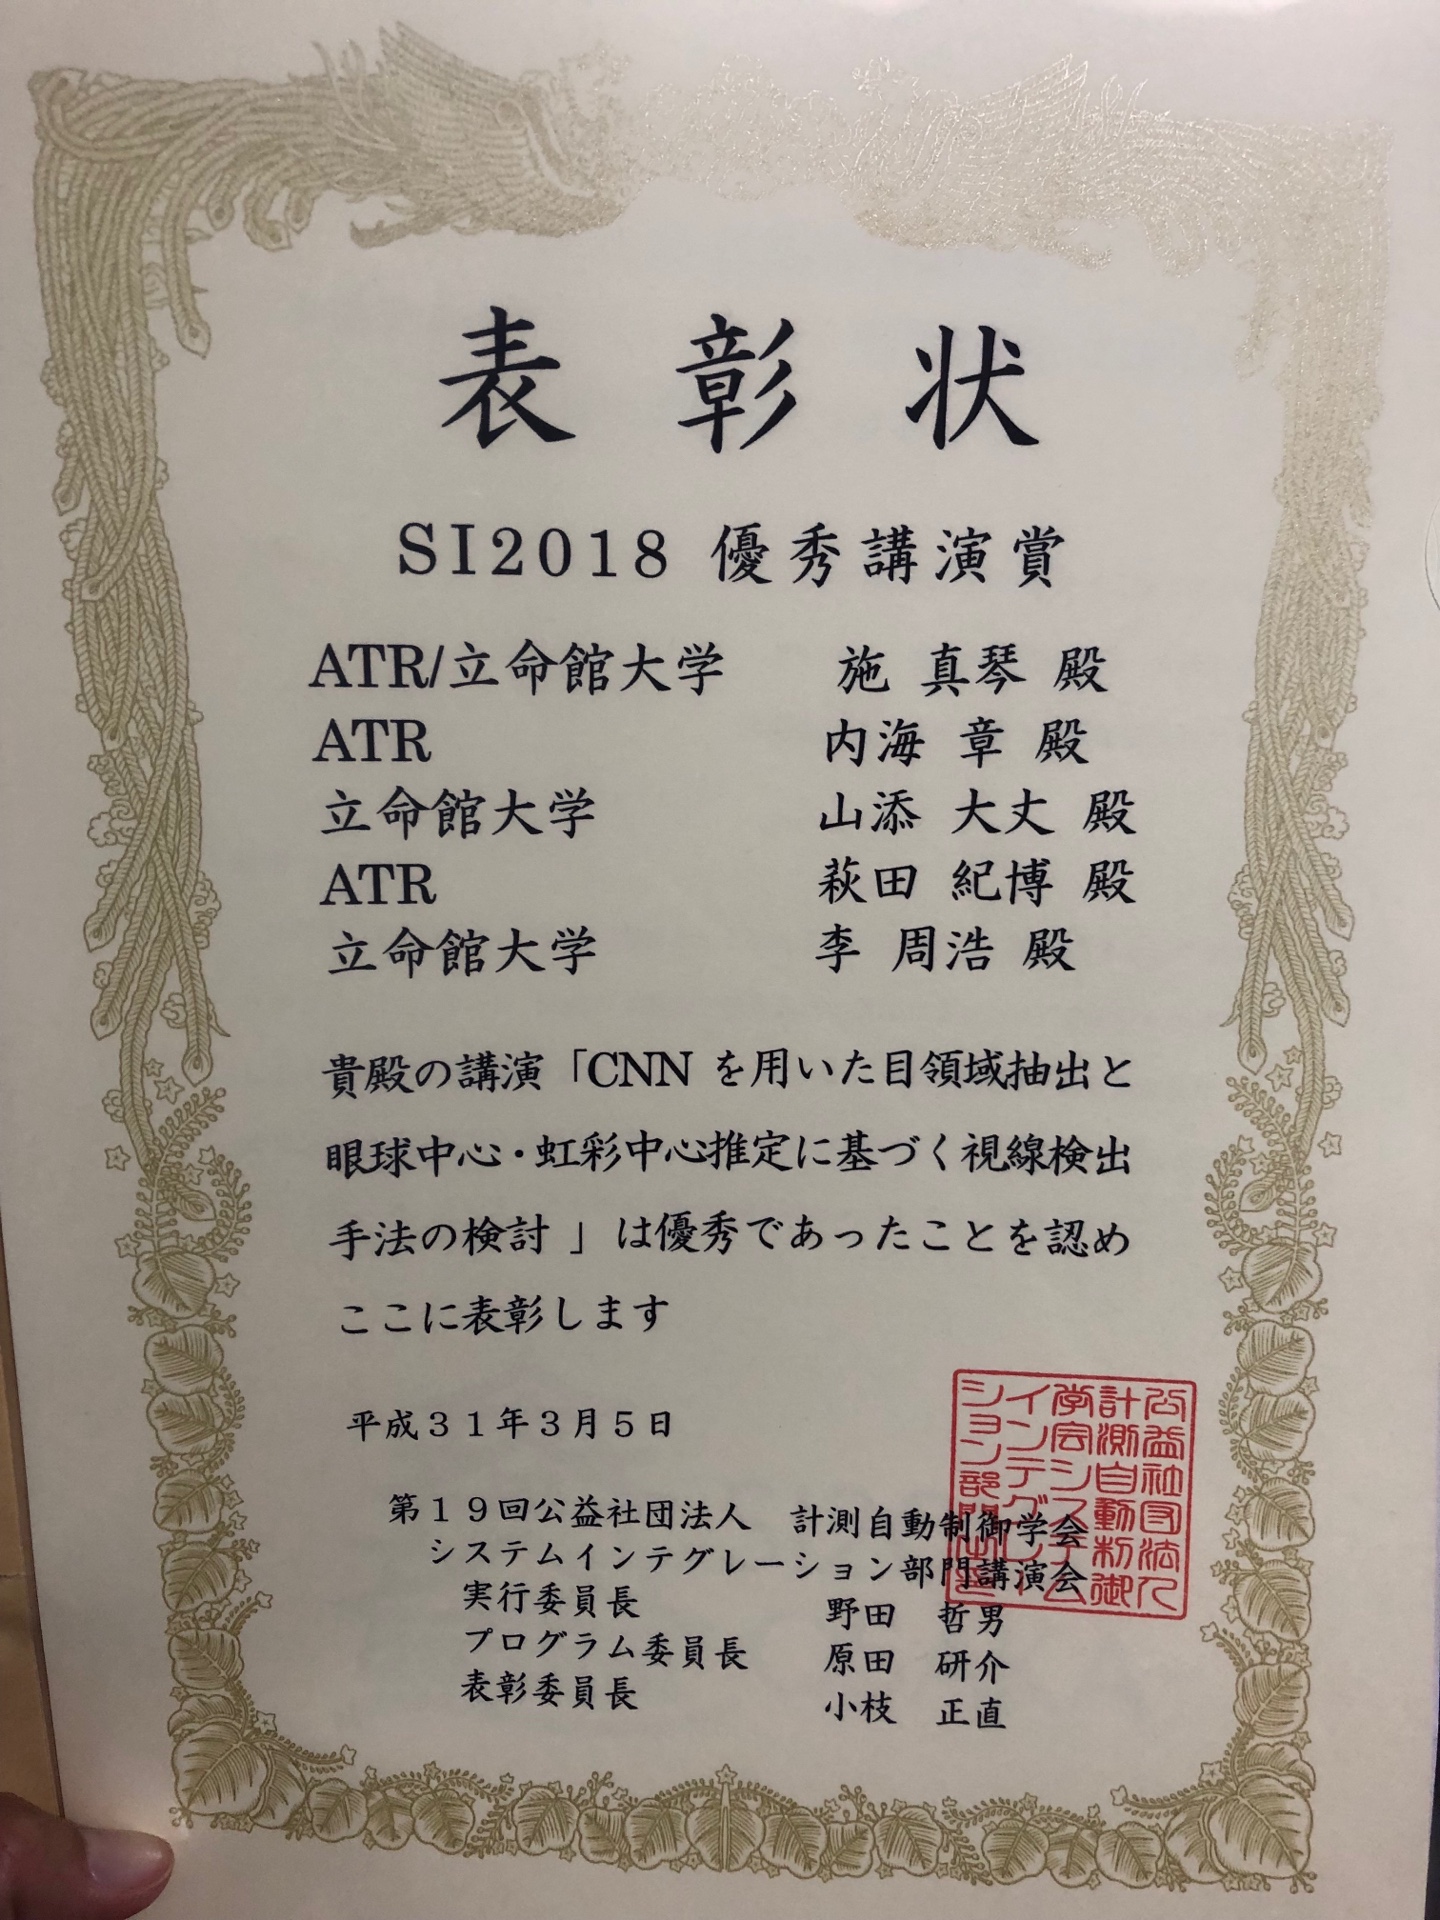 表彰状
SI2018 優秀講演賞
ATR/立命館大学 施 真琴 殿
ATR 内海 章 殿
立命館大学 山添 大丈 殿
ATR 萩田 紀博 殿
立命館大学 李 周浩 殿
貴殿の講演「CNN を用いた目領域抽出と
眼球中心・虹彩中心推定に基づく視線検出
手法の検討 」は優秀であったことを認め
ここに表彰します
平成31年3月5日
第19回公益社団法人 計測自動制御学会
システムインテグレーション部門講演会
実行委員長 野田 哲男
プログラム委員長 原田 研介
表彰委員長 小枝 正直
公益社団法人
計測自動制御
学会システム
インテグレー
ション部門